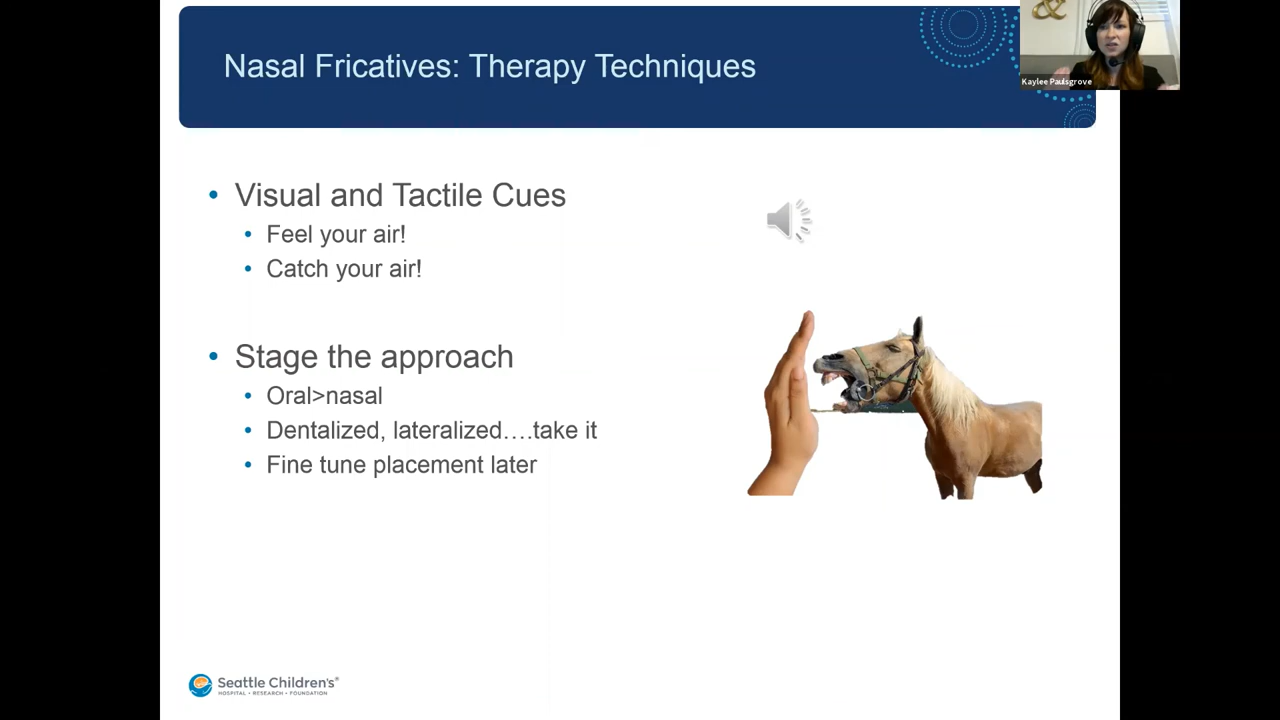 Nasal Fricatives: Therapy Techniques
Kaylee Paulsgrove
• Visual and Tactile Cues
• Feel your air!
• Catch your air!
• Stage the approach
• Oral>nasal
• Dentalized, lateralized….take it
• Fine tune placement later
&
Seattle Children's®
HOSPITAL • RESEARCH • FOUNDATION